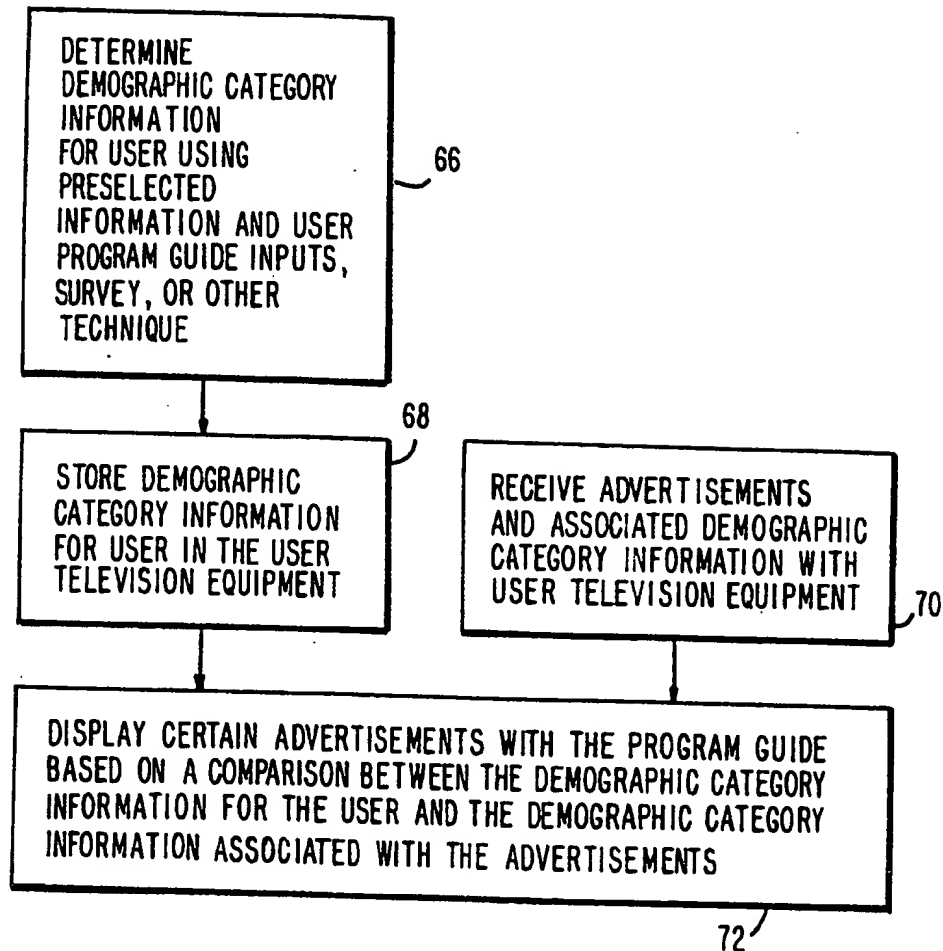 DETERMINE
DEMOGRAPHIC CATEGORY
INFORMATION
FOR USER USING
PRESELECTED
INFORMATION AND USER
PROGRAM GUIDE INPUTS,
SURVEY, OR OTHER
TECHNIQUE
66
STORE DEMOGRAPHIC
CATEGORY INFORMATION
FOR USER IN THE USER
TELEVISION EQUIPMENT
68
RECEIVE ADVERTISEMENTS
AND ASSOCIATED DEMOGRAPHIC
CATEGORY INFORMATION WITH
USER TELEVISION EQUIPMENT
70
DISPLAY CERTAIN ADVERTISEMENTS WITH THE PROGRAM GUIDE
BASED ON A COMPARISON BETWEEN THE DEMOGRAPHIC CATEGORY
INFORMATION FOR THE USER AND THE DEMOGRAPHIC CATEGORY
INFORMATION ASSOCIATED WITH THE ADVERTISEMENTS
72